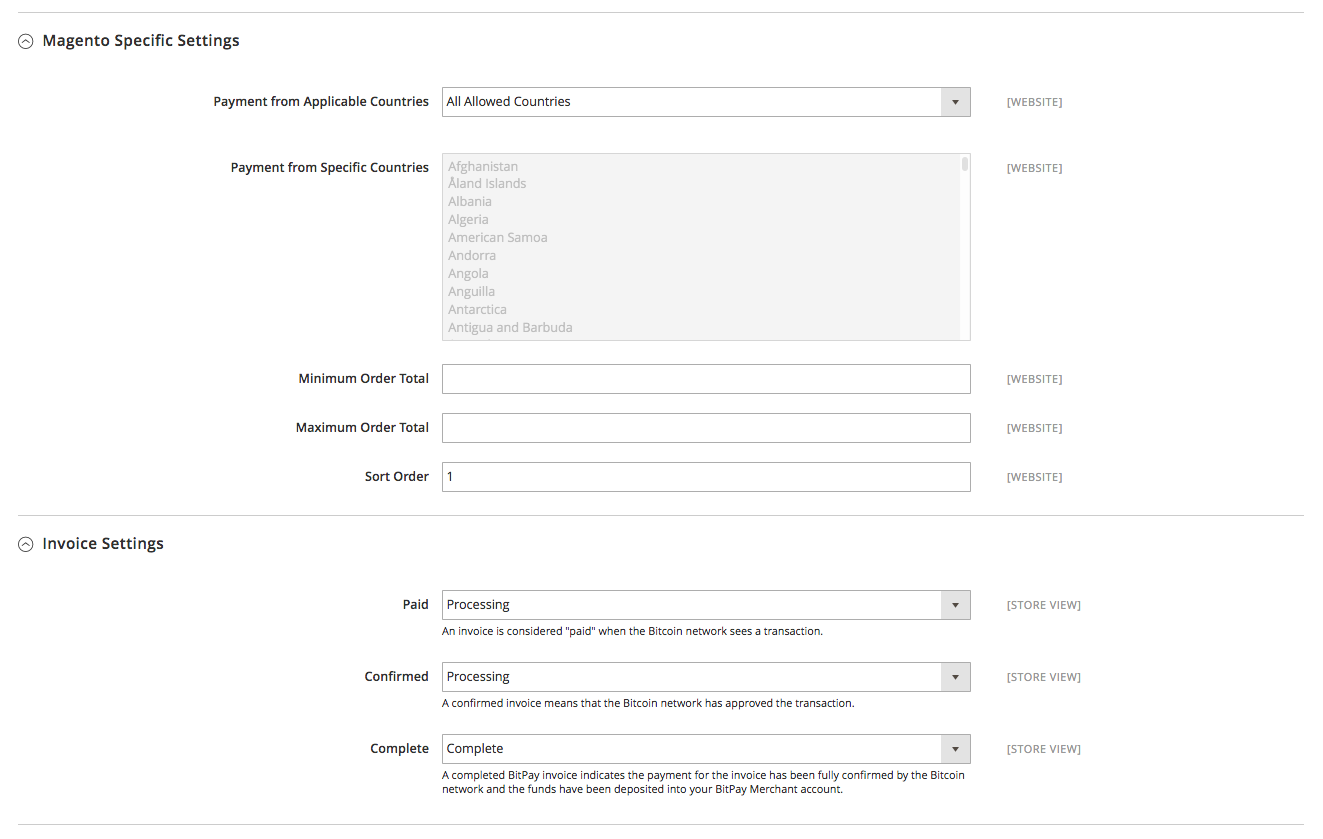 Magento Specific Settings
Payment from Applicable Countries All Allowed Countries [WEBSITE]
Payment from Specific Countries Afghanistan [WEBSITE]
Åland Islands
Albania
Algeria
American Samoa
Andorra
Angola
Anguilla
Antarctica
Antigua and Barbuda
Minimum Order Total [WEBSITE]
Maximum Order Total [WEBSITE]
Sort Order 1 [WEBSITE]
Invoice Settings
Paid Processing [STORE VIEW]
An invoice is considered "paid" when the Bitcoin network sees a transaction.
Confirmed Processing [STORE VIEW]
A confirmed invoice means that the Bitcoin network has approved the transaction.
Complete Complete [STORE VIEW]
A completed BitPay invoice indicates the payment for the invoice has been fully confirmed by the Bitcoin
network and the funds have been deposited into your BitPay Merchant account.